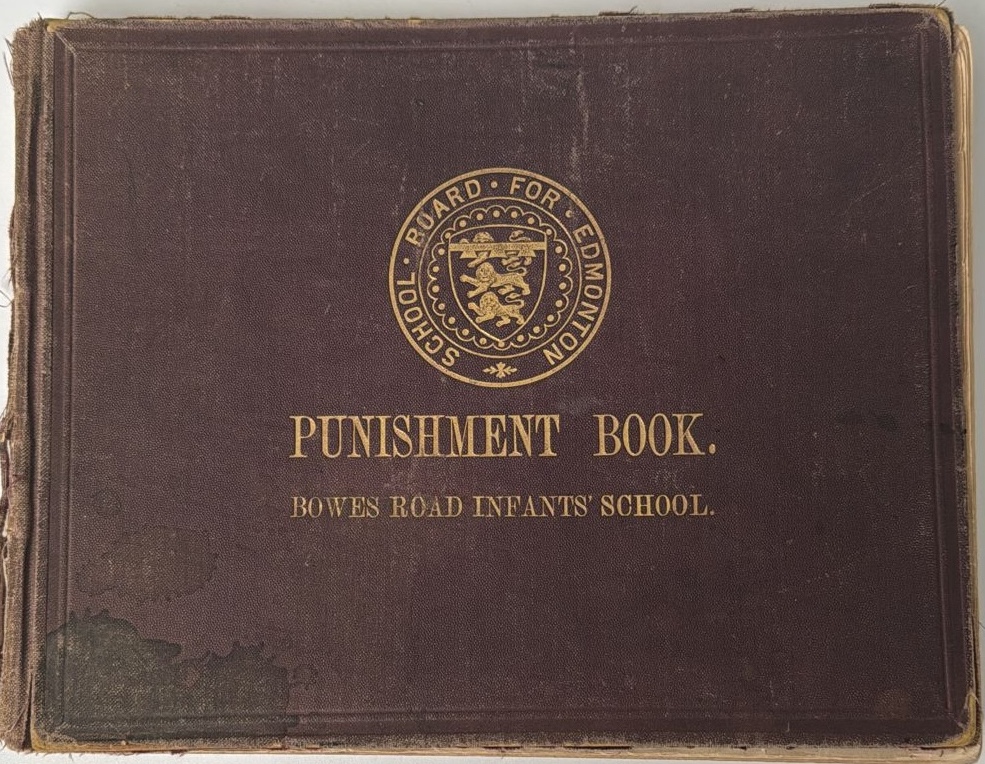 SCHOOL · BOARD · FOR · EDMONTON
PUNISHMENT BOOK.
BOWES ROAD INFANTS' SCHOOL.